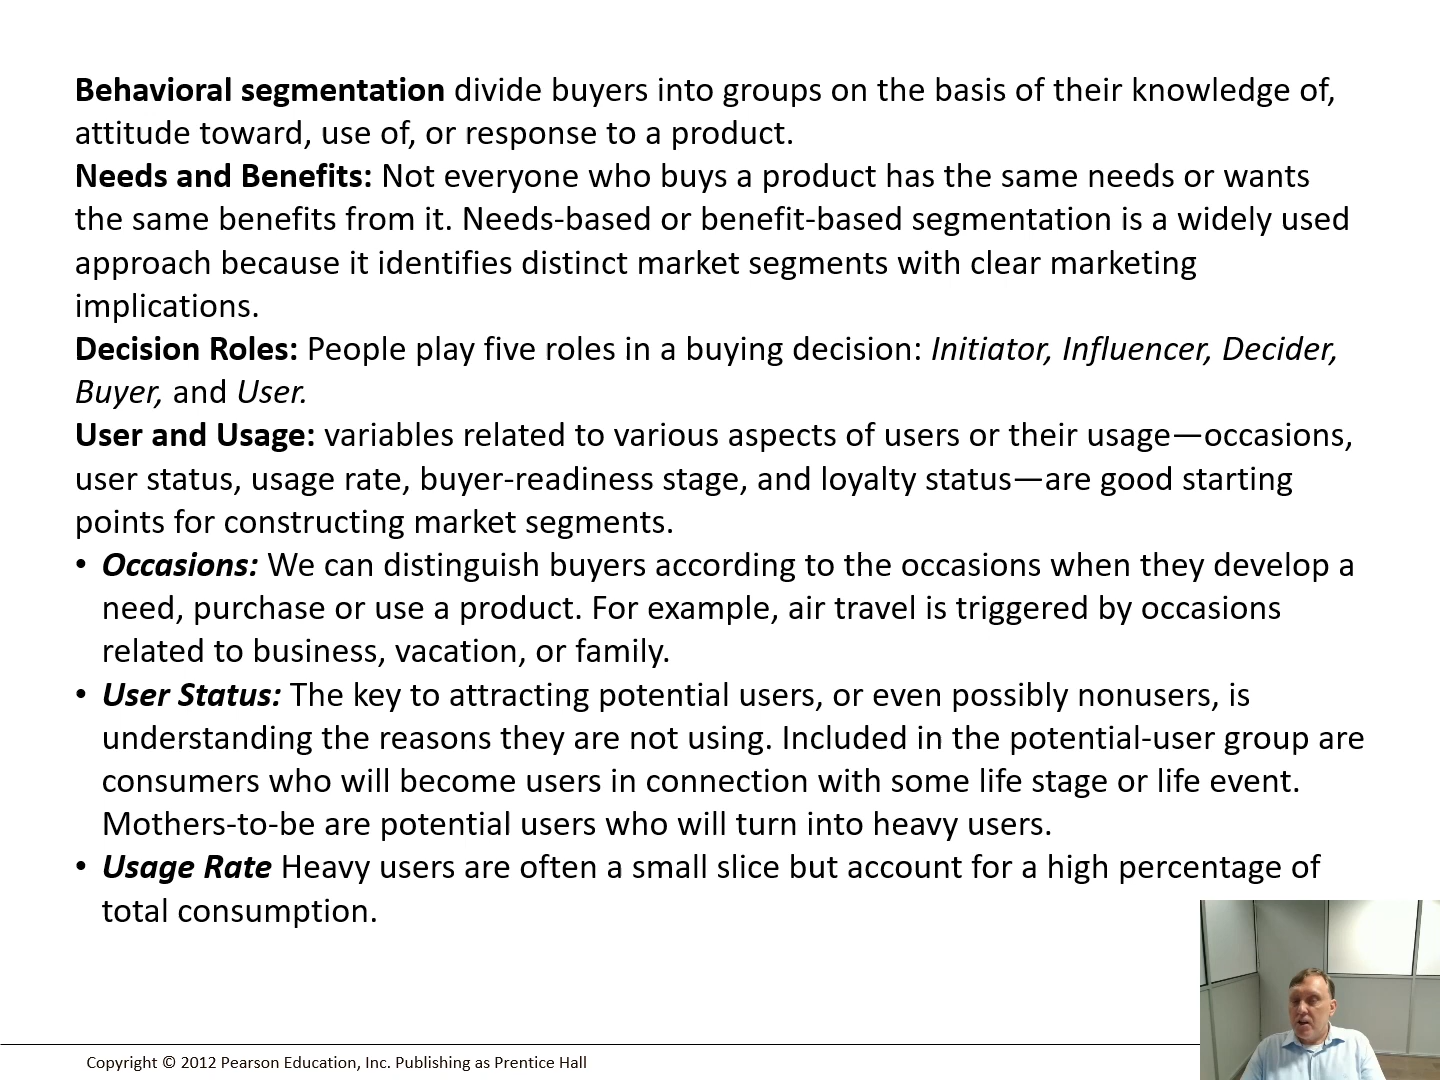 Behavioral segmentation divide buyers into groups on the basis of their knowledge of,
attitude toward, use of, or response to a product.
Needs and Benefits: Not everyone who buys a product has the same needs or wants
the same benefits from it. Needs-based or benefit-based segmentation is a widely used
approach because it identifies distinct market segments with clear marketing
implications.
Decision Roles: People play five roles in a buying decision: Initiator, Influencer, Decider,
Buyer, and User.
User and Usage: variables related to various aspects of users or their usage—occasions,
user status, usage rate, buyer-readiness stage, and loyalty status—are good starting
points for constructing market segments.
• Occasions: We can distinguish buyers according to the occasions when they develop a
need, purchase or use a product. For example, air travel is triggered by occasions
related to business, vacation, or family.
• User Status: The key to attracting potential users, or even possibly nonusers, is
understanding the reasons they are not using. Included in the potential-user group are
consumers who will become users in connection with some life stage or life event.
Mothers-to-be are potential users who will turn into heavy users.
• Usage Rate Heavy users are often a small slice but account for a high percentage of
total consumption.
Copyright © 2012 Pearson Education, Inc. Publishing as Prentice Hall